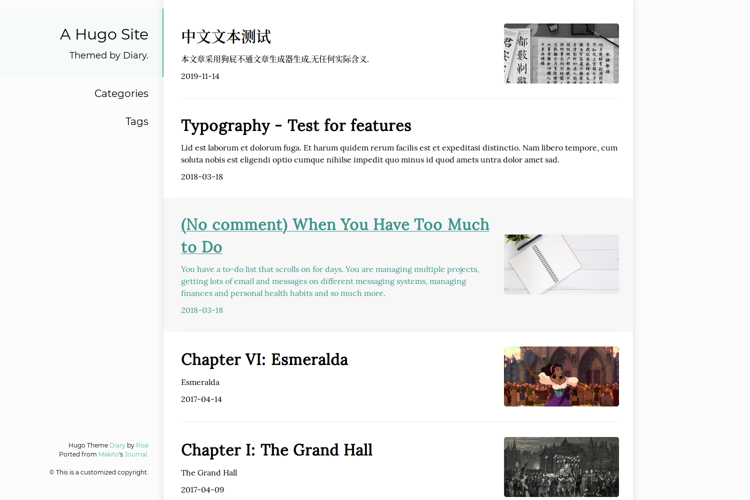 A Hugo Site
Themed by Diary.
Categories
Tags
Hugo Theme Diary by Rise
Ported from Makito's Journal.
© This is a customized copyright.
中文文本测试
本文章采用狗屁不通文章生成器生成,无任何实际含义.
2019-11-14
Typography - Test for features
Lid est laborum et dolorum fuga. Et harum quidem rerum facilis est et expeditasi distinctio. Nam libero tempore, cum
soluta nobis est eligendi optio cumque nihilse impedit quo minus id quod amets untra dolor amet sad.
2018-03-18
(No comment) When You Have Too Much
to Do
You have a to-do list that scrolls on for days. You are managing multiple projects,
getting lots of email and messages on different messaging systems, managing
finances and personal health habits and so much more.
2018-03-18
Chapter VI: Esmeralda
Esmeralda
2017-04-14
Chapter I: The Grand Hall
The Grand Hall
2017-04-09